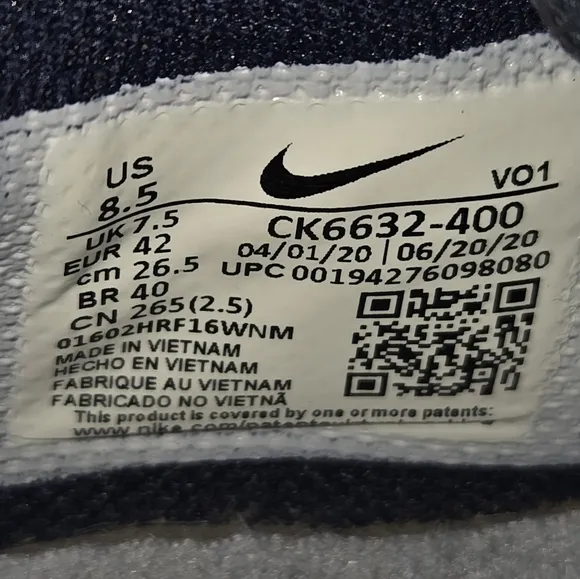 US
8.5
UK 7.5
EUR 42
cm 26.5
BR 40
CN 265(2.5)
VO1
CK6632-400
04/01/20 | 06/20/20
UPC 00194276098080
01602HRF16WNM
MADE IN VIETNAM
HECHO EN VIETNAM
FABRIQUE AU VIETNAM
FABRICADO NO VIETNÃ
This product is covered by one or more patents: